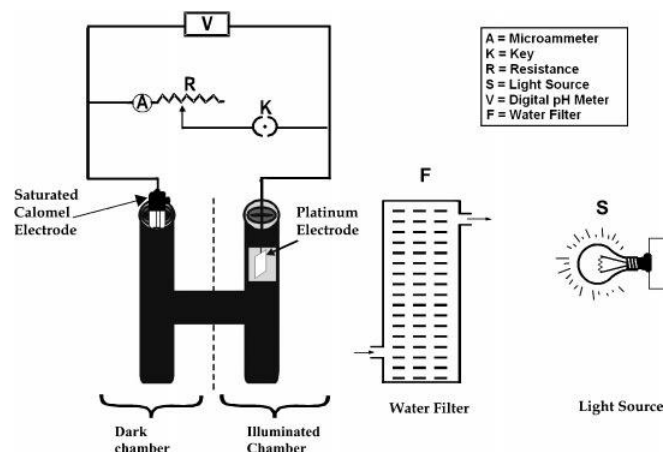 V
A = Microammeter
K = Key
R = Resistance
S = Light Source
V = Digital pH Meter
F = Water Filter
R
A
K
Saturated
Calomel
Electrode
Platinum
Electrode
F
S
Water Filter
Light Source
Dark
chamber
Illuminated
Chamber